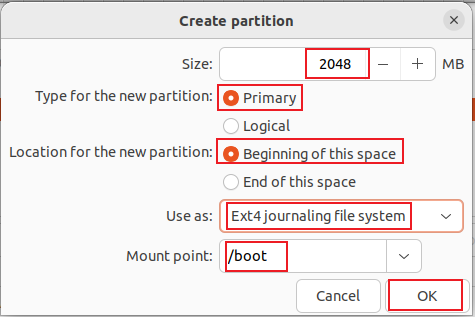 Create partition
Size: 2048 MB
Type for the new partition: Primary
Logical
Location for the new partition: Beginning of this space
End of this space
Use as: Ext4 journaling file system
Mount point: /boot
Cancel OK